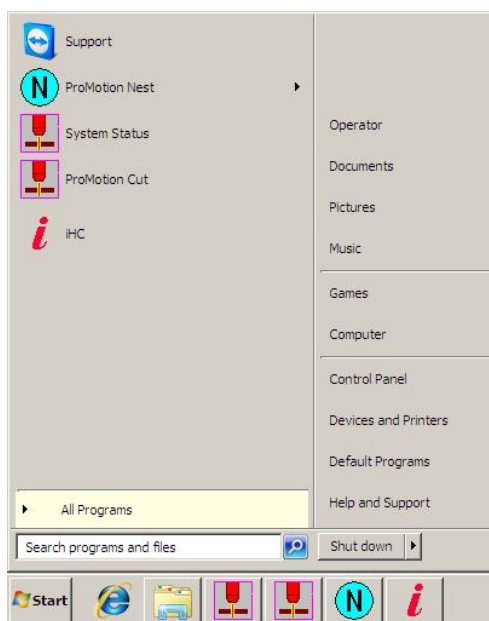 Support
N
ProMotion Nest
System Status
ProMotion Cut
i
iHC
All Programs
Search programs and files
Operator
Documents
Pictures
Music
Games
Computer
Control Panel
Devices and Printers
Default Programs
Help and Support
Shut down
Start
N
i